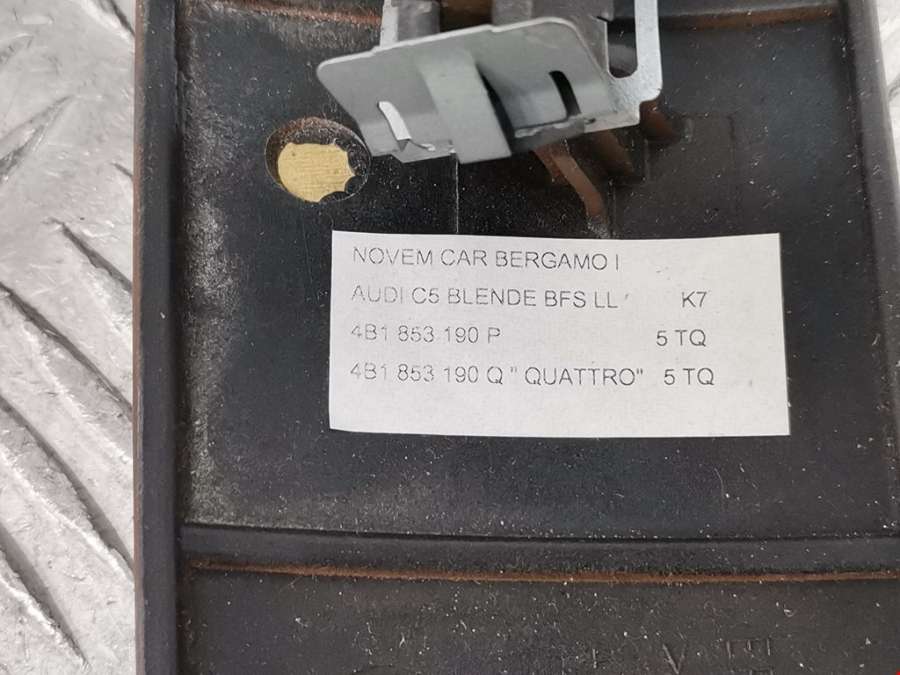 NOVEM CAR BERGAMO I
AUDI C5 BLENDE BFS LL K7
4B1 853 190 P 5 TQ
4B1 853 190 Q " QUATTRO" 5 TQ